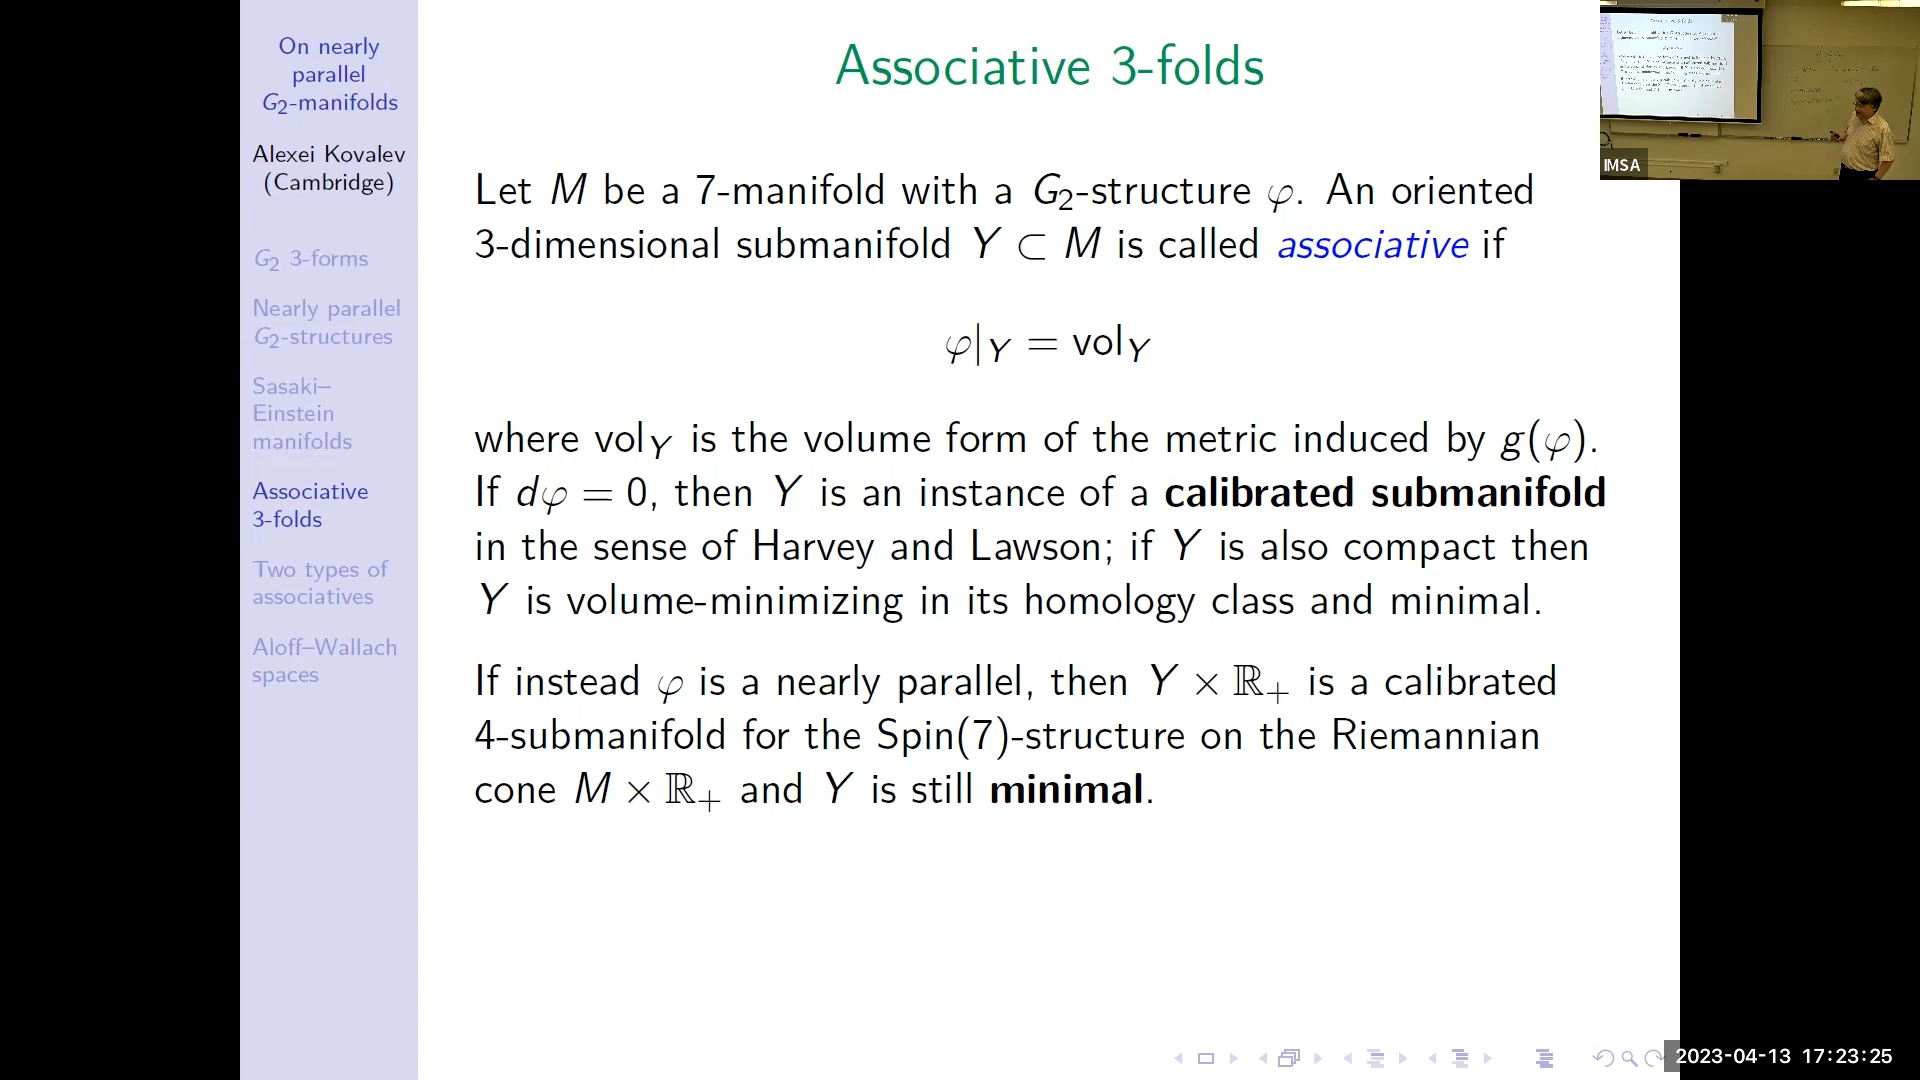 On nearly
parallel
G₂-manifolds
Alexei Kovalev
(Cambridge)
G₂ 3-forms
Nearly parallel
G₂-structures
Sasaki–
Einstein
manifolds
Associative
3-folds
Two types of
associatives
Aloff–Wallach
spaces
Associative 3-folds
Let M be a 7-manifold with a G₂-structure φ. An oriented
3-dimensional submanifold Y ⊂ M is called associative if
φ|_Y = vol_Y
where vol_Y is the volume form of the metric induced by g(φ).
If dφ = 0, then Y is an instance of a calibrated submanifold
in the sense of Harvey and Lawson; if Y is also compact then
Y is volume-minimizing in its homology class and minimal.
If instead φ is a nearly parallel, then Y × ℝ₊ is a calibrated
4-submanifold for the Spin(7)-structure on the Riemannian
cone M × ℝ₊ and Y is still minimal.
IMSA
2023-04-13 17:23:25